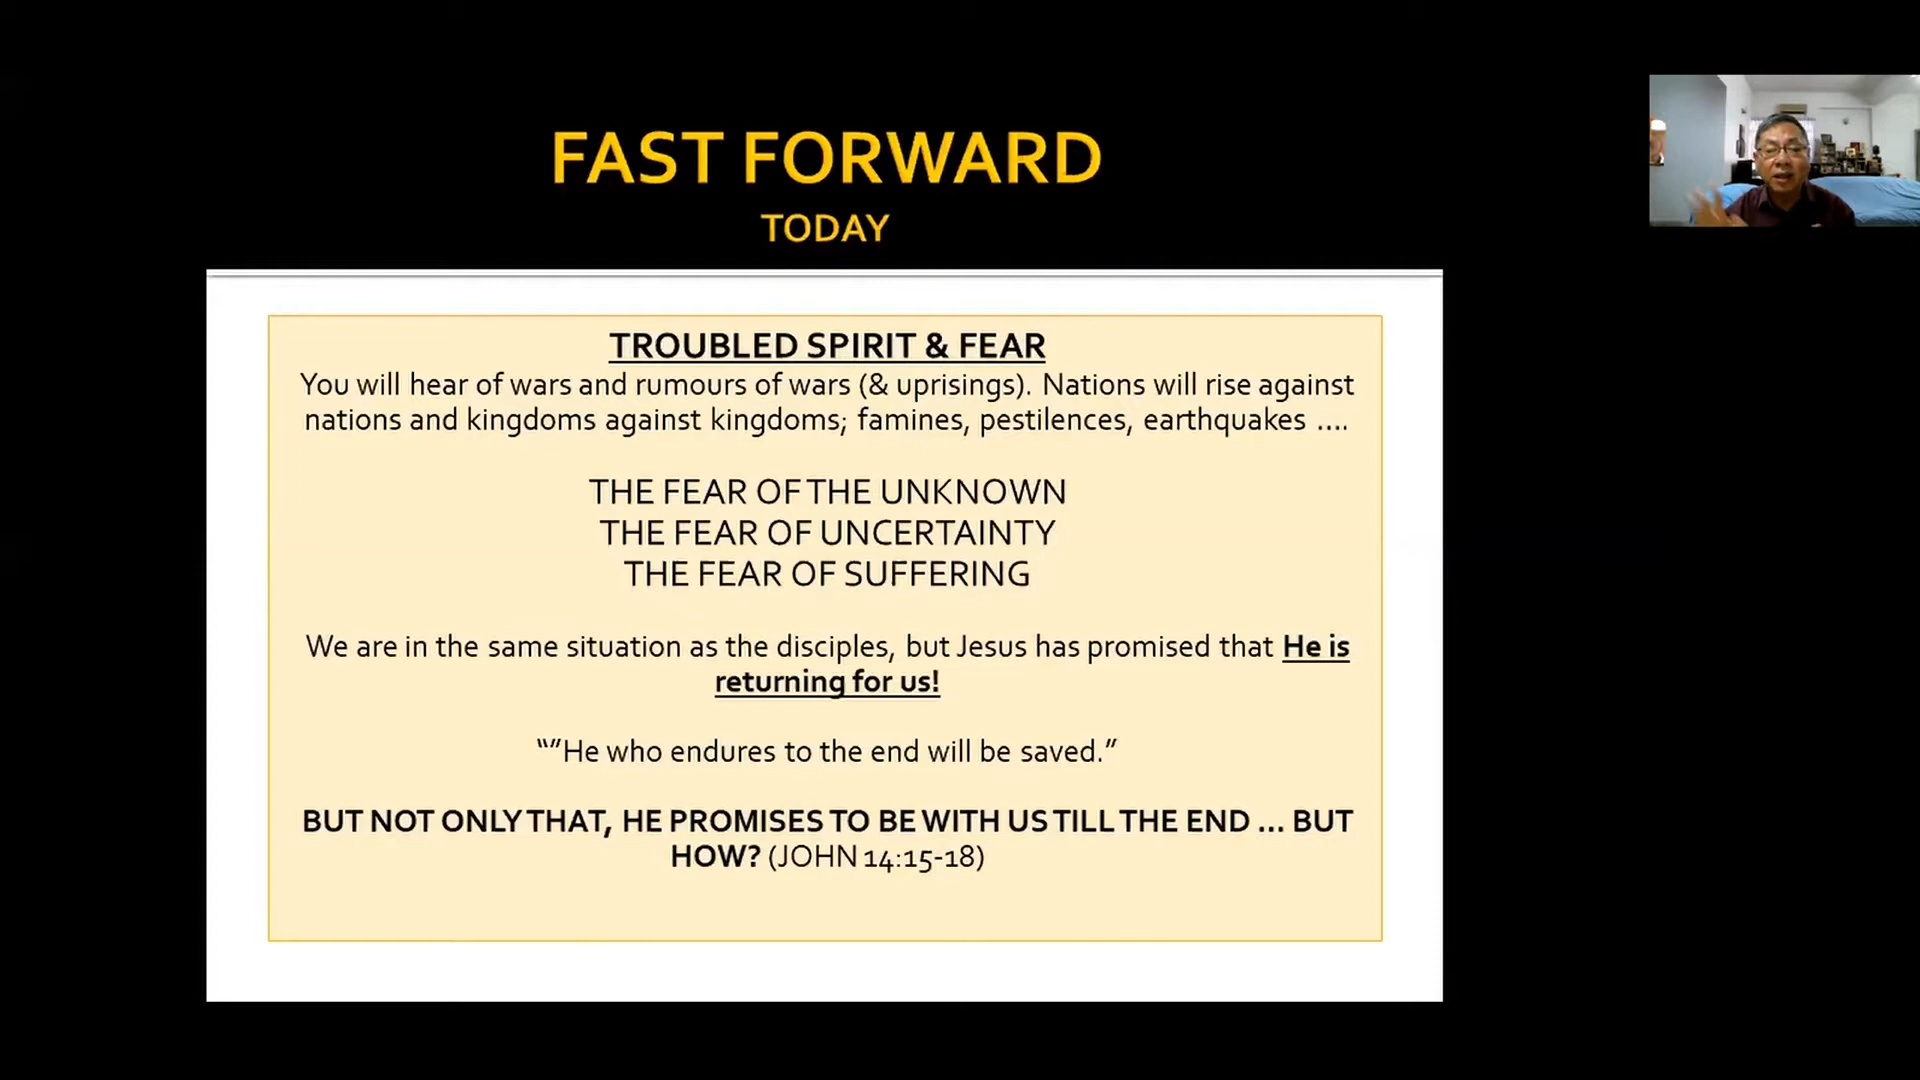 FAST FORWARD
TODAY
TROUBLED SPIRIT & FEAR
You will hear of wars and rumours of wars (& uprisings). Nations will rise against
nations and kingdoms against kingdoms; famines, pestilences, earthquakes ....
THE FEAR OF THE UNKNOWN
THE FEAR OF UNCERTAINTY
THE FEAR OF SUFFERING
We are in the same situation as the disciples, but Jesus has promised that He is
returning for us!
“”He who endures to the end will be saved.”
BUT NOT ONLY THAT, HE PROMISES TO BE WITH US TILL THE END ... BUT
HOW? (JOHN 14:15-18)